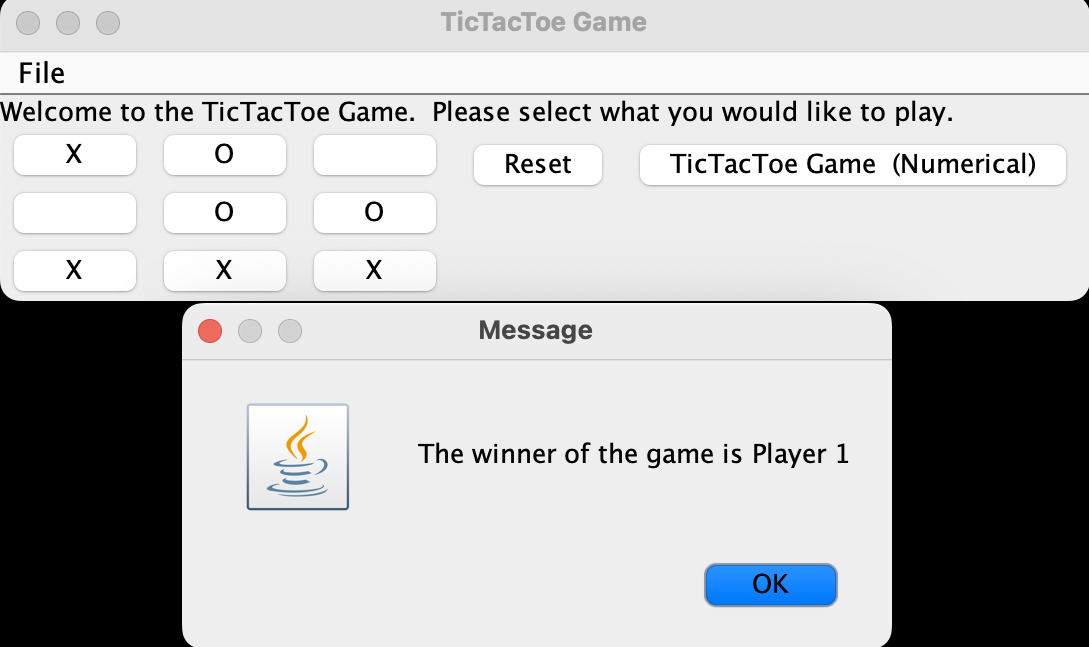 TicTacToe Game
File
Welcome to the TicTacToe Game.  Please select what you would like to play.
X O Reset TicTacToe Game  (Numerical)
O O
X X X
Message
The winner of the game is Player 1
OK